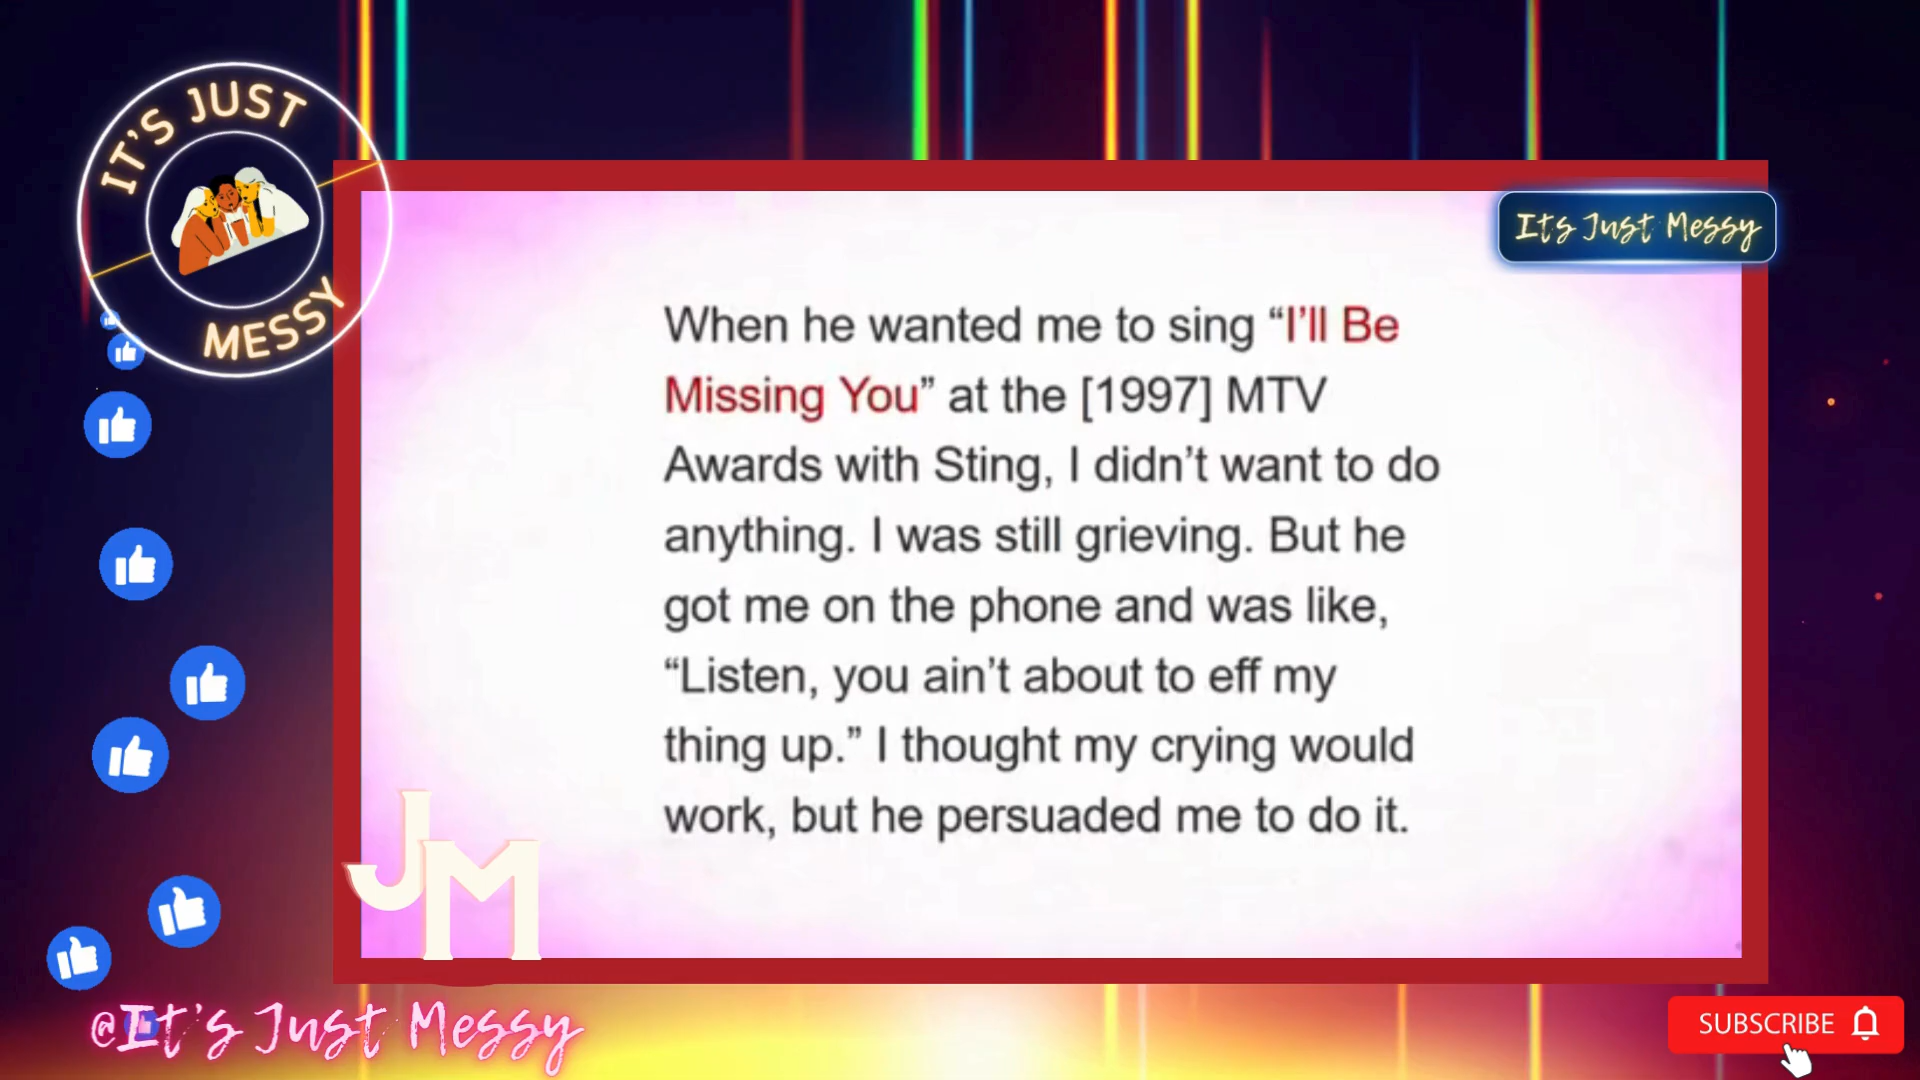 IT'S JUST
MESSY
Its Just Messy
When he wanted me to sing “I’ll Be
Missing You” at the [1997] MTV
Awards with Sting, I didn’t want to do
anything. I was still grieving. But he
got me on the phone and was like,
“Listen, you ain’t about to eff my
thing up.” I thought my crying would
work, but he persuaded me to do it.
JM
@It's Just Messy
SUBSCRIBE